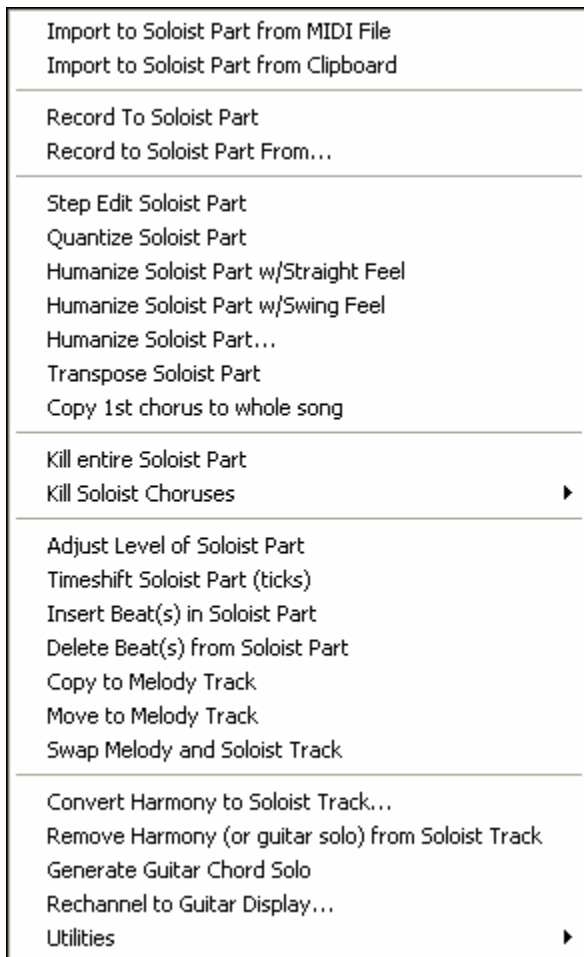 Import to Soloist Part from MIDI File
Import to Soloist Part from Clipboard
Record To Soloist Part
Record to Soloist Part From...
Step Edit Soloist Part
Quantize Soloist Part
Humanize Soloist Part w/Straight Feel
Humanize Soloist Part w/Swing Feel
Humanize Soloist Part...
Transpose Soloist Part
Copy 1st chorus to whole song
Kill entire Soloist Part
Kill Soloist Choruses
Adjust Level of Soloist Part
Timeshift Soloist Part (ticks)
Insert Beat(s) in Soloist Part
Delete Beat(s) from Soloist Part
Copy to Melody Track
Move to Melody Track
Swap Melody and Soloist Track
Convert Harmony to Soloist Track...
Remove Harmony (or guitar solo) from Soloist Track
Generate Guitar Chord Solo
Rechannel to Guitar Display...
Utilities